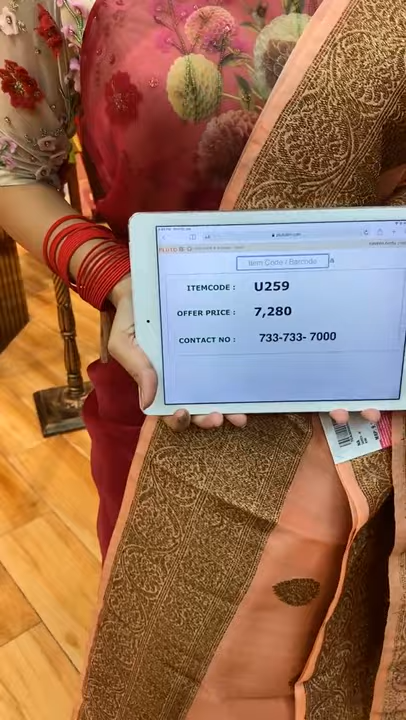 Item Code / Barcode
ITEMCODE : U259
OFFER PRICE : 7,280
CONTACT NO : 733-733- 7000